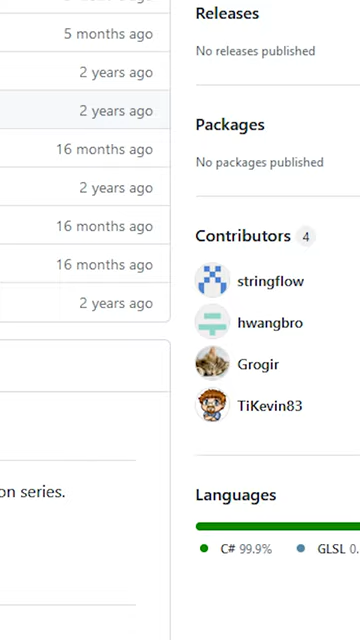 5 months ago
2 years ago
2 years ago
16 months ago
2 years ago
16 months ago
16 months ago
2 years ago
on series.
Releases
No releases published
Packages
No packages published
Contributors 4
stringflow
hwangbro
Grogir
TiKevin83
Languages
C# 99.9% GLSL 0.